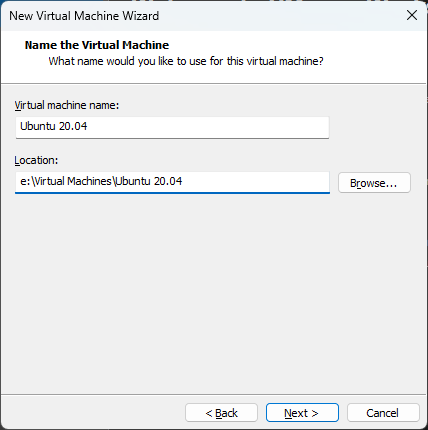 New Virtual Machine Wizard
Name the Virtual Machine
What name would you like to use for this virtual machine?
Virtual machine name:
Ubuntu 20.04
Location:
e:\Virtual Machines\Ubuntu 20.04
Browse...
< Back
Next >
Cancel